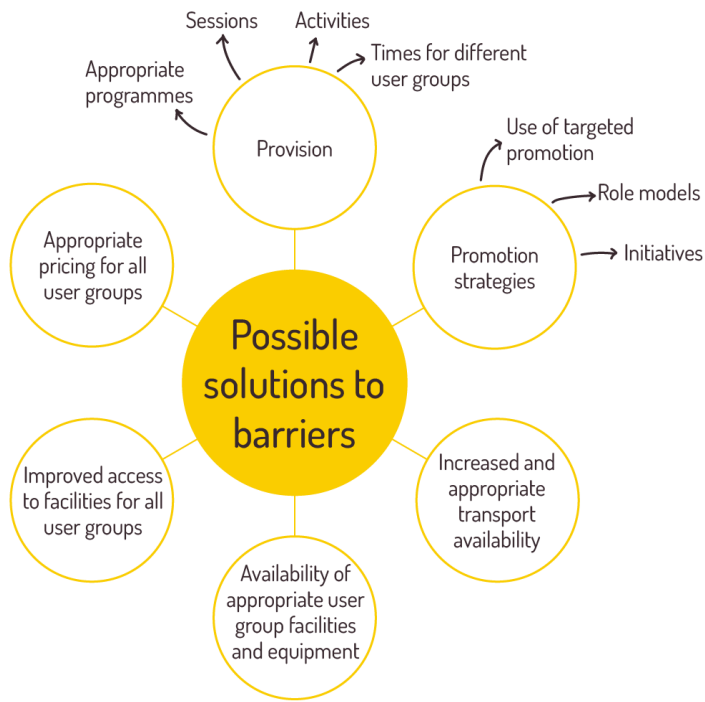 Sessions
Activities
Times for different
user groups
Appropriate
programmes
Provision
Use of targeted
promotion
Role models
Initiatives
Promotion
strategies
Appropriate
pricing for all
user groups
Possible
solutions to
barriers
Improved access
to facilities for all
user groups
Increased and
appropriate
transport
availability
Availability of
appropriate user
group facilities
and equipment